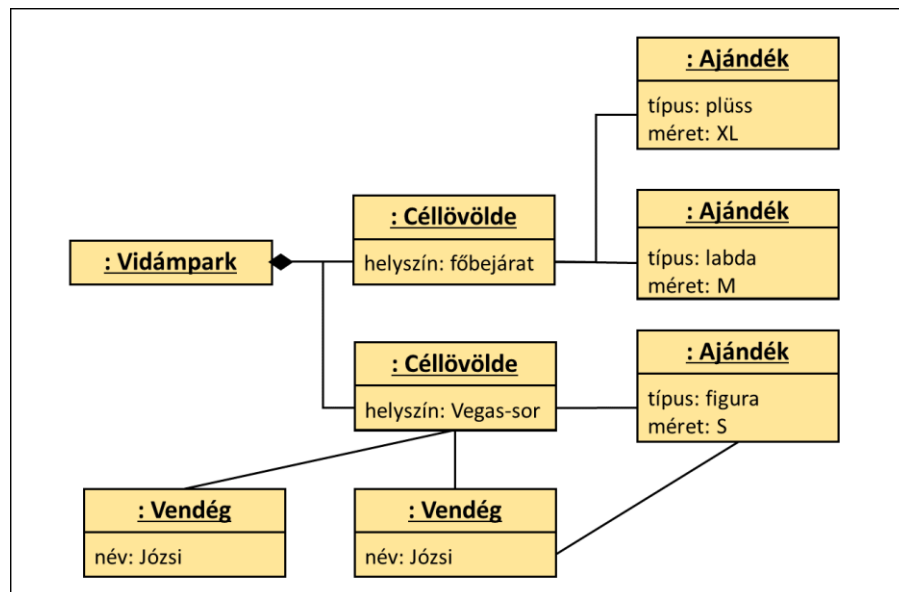 : Ajándék
típus: plüss
méret: XL
: Céllövölde
helyszín: főbejárat
: Ajándék
típus: labda
méret: M
: Vidámpark
: Céllövölde
helyszín: Vegas-sor
: Ajándék
típus: figura
méret: S
: Vendég
név: Józsi
: Vendég
név: Józsi